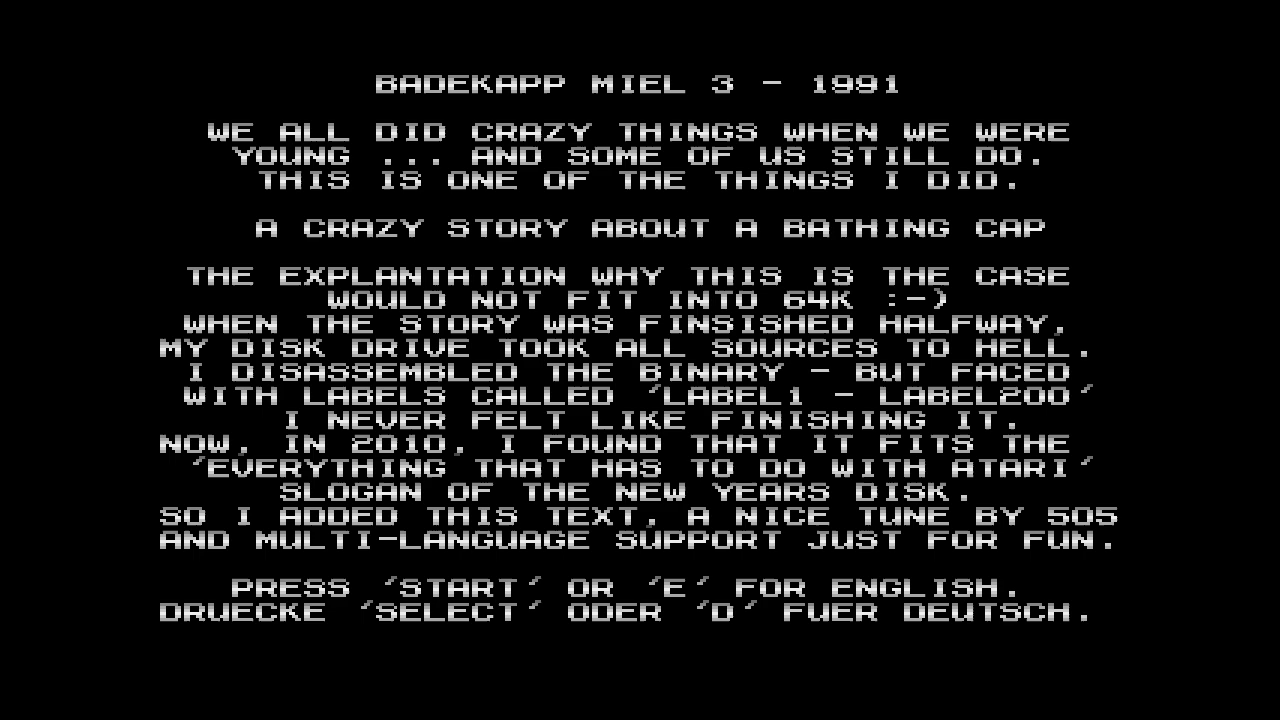 BADEKAPP MIEL 3 - 1991
WE ALL DID CRAZY THINGS WHEN WE WERE
YOUNG ... AND SOME OF US STILL DO.
THIS IS ONE OF THE THINGS I DID.
A CRAZY STORY ABOUT A BATHING CAP
THE EXPLANTATION WHY THIS IS THE CASE
WOULD NOT FIT INTO 64K :-)
WHEN THE STORY WAS FINSISHED HALFWAY,
MY DISK DRIVE TOOK ALL SOURCES TO HELL.
I DISASSEMBLED THE BINARY - BUT FACED
WITH LABELS CALLED 'LABEL1 - LABEL200'
I NEVER FELT LIKE FINISHING IT.
NOW, IN 2010, I FOUND THAT IT FITS THE
'EVERYTHING THAT HAS TO DO WITH ATARI'
SLOGAN OF THE NEW YEARS DISK.
SO I ADDED THIS TEXT, A NICE TUNE BY 505
AND MULTI-LANGUAGE SUPPORT JUST FOR FUN.
PRESS 'START' OR 'E' FOR ENGLISH.
DRUECKE 'SELECT' ODER 'D' FUER DEUTSCH.